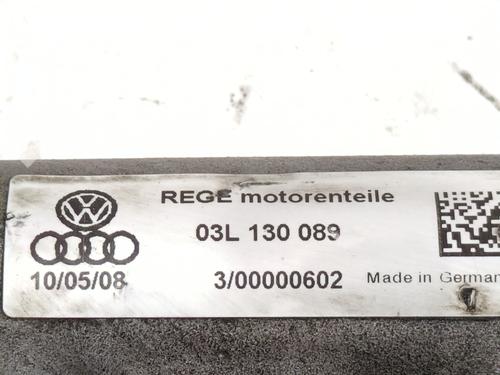 REGE motorenteile
03L 130 089
10/05/08 3/00000602 Made in German